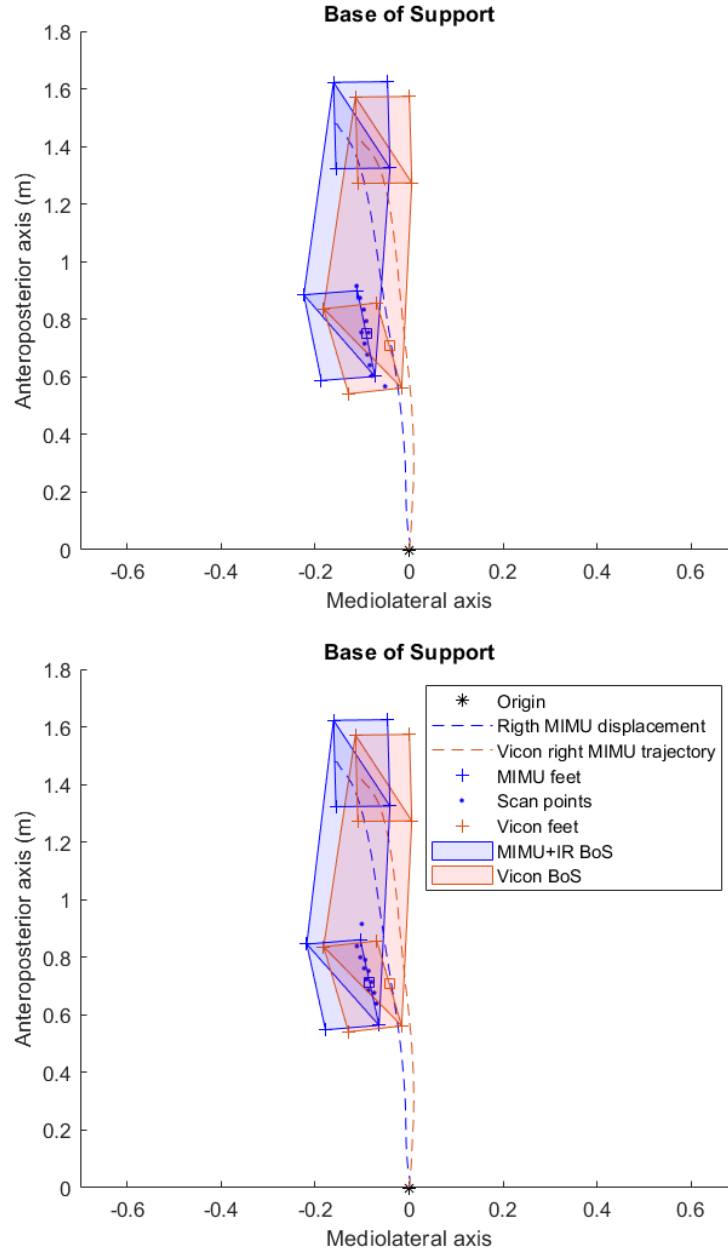 Base of Support
1.8
1.6
1.4
1.2
1
0.8
0.6
0.4
0.2
0
Anteroposterior axis (m)
-0.6 -0.4 -0.2 0 0.2 0.4 0.6
Mediolateral axis
Base of Support
1.8
1.6
1.4
1.2
1
0.8
0.6
0.4
0.2
0
Anteroposterior axis (m)
Origin
Rigth MIMU displacement
Vicon right MIMU trajectory
MIMU feet
Scan points
Vicon feet
MIMU+IR BoS
Vicon BoS
-0.6 -0.4 -0.2 0 0.2 0.4 0.6
Mediolateral axis